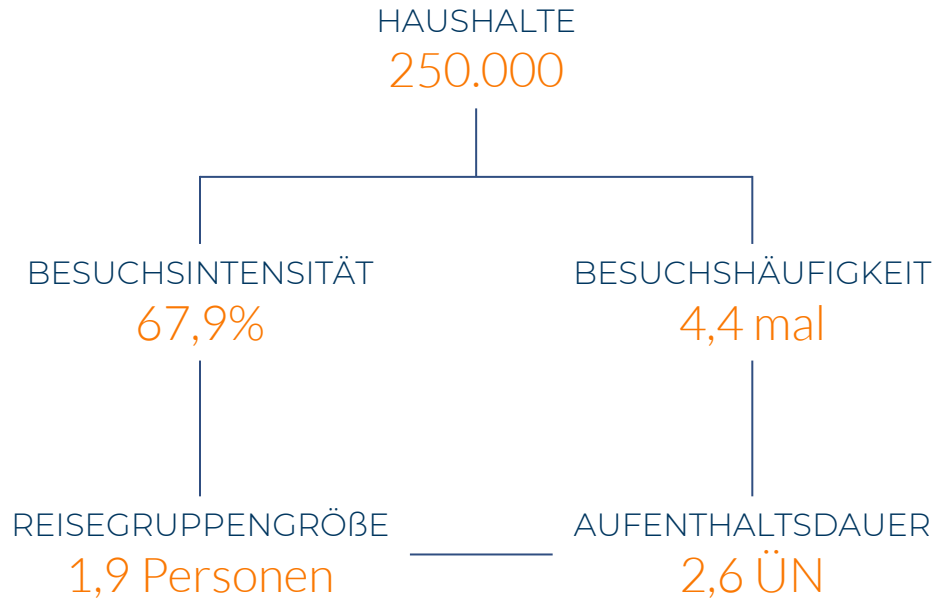 HAUSHALTE
250.000
BESUCHSINTENSITÄT
67,9%
BESUCHSHÄUFIGKEIT
4,4 mal
REISEGRUPPENGRÖßE
1,9 Personen
AUFENTHALTSDAUER
2,6 ÜN